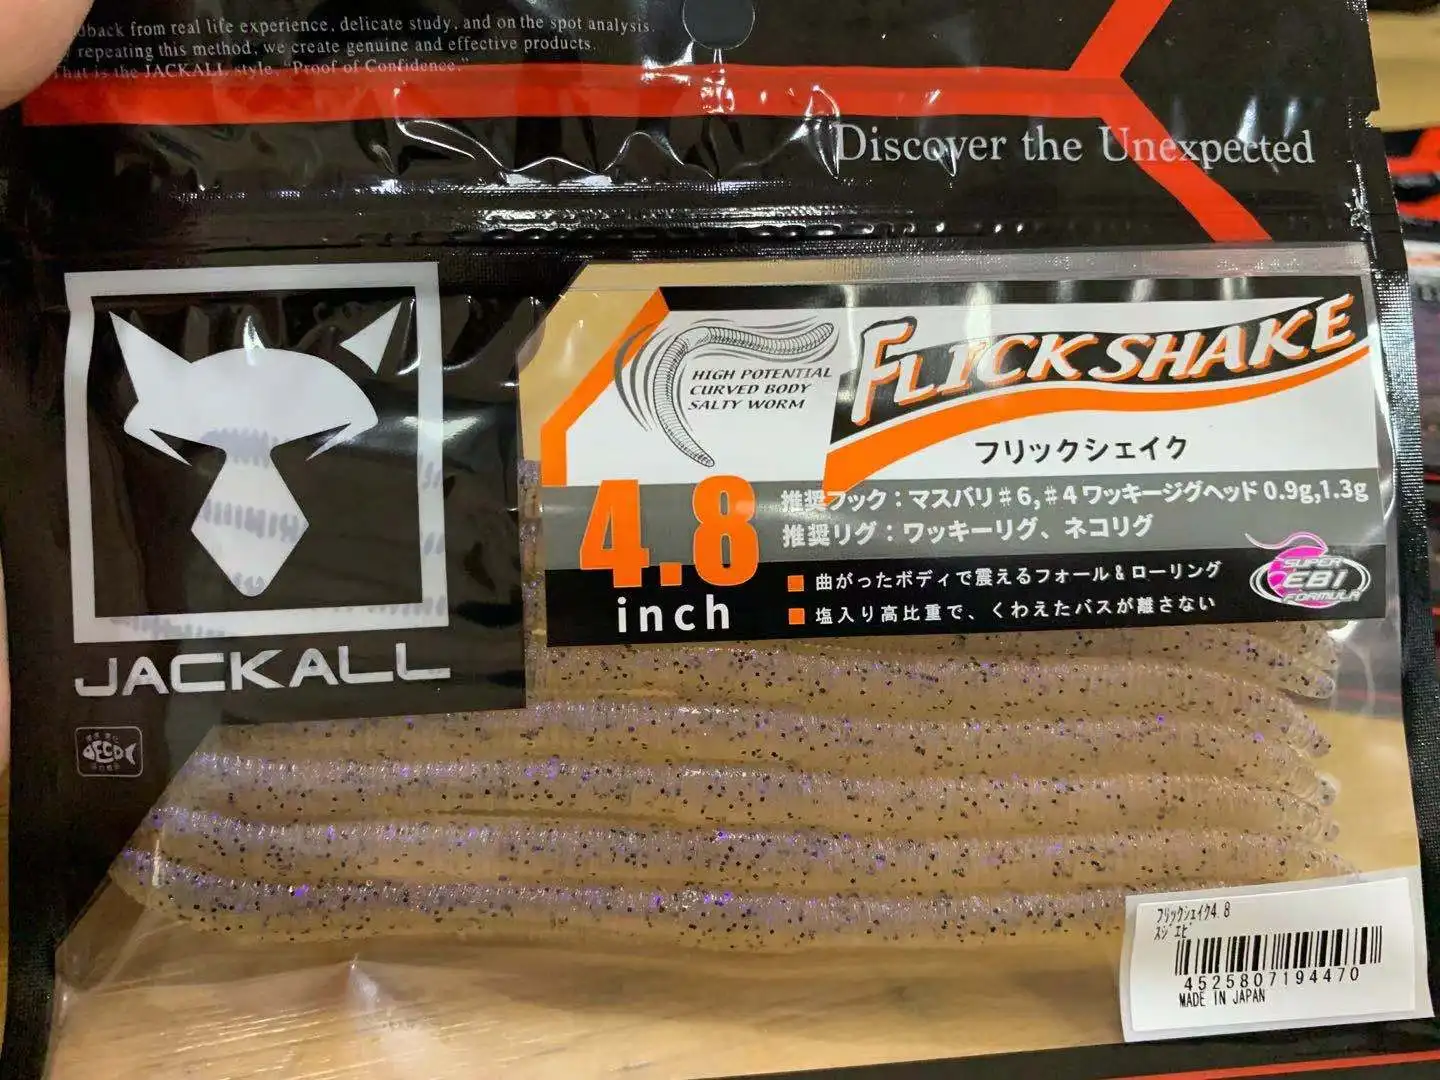 back from real life experience, delicate study, and on the spot analysis.
repeating this method, we create genuine and effective products.
That is the JACKALL style. "Proof of Confidence."
Discover the Unexpected
HIGH POTENTIAL
CURVED BODY
SALTY WORM
FLICK SHAKE
フリックシェイク
4.8
inch
推奨フック：マスバリ♯6,♯4 ワッキージグヘッド 0.9g,1.3g
推奨リグ：ワッキーリグ、ネコリグ
曲がったボディで震えるフォール&ローリング
塩入り高比重で、くわえたバスが離さない
SUPER
EBI
FORMULA
JACKALL
ECO
ﾌﾘｯｸｼｪｲｸ4.8
ｽｼﾞｴﾋﾞ
4525807194470
MADE IN JAPAN